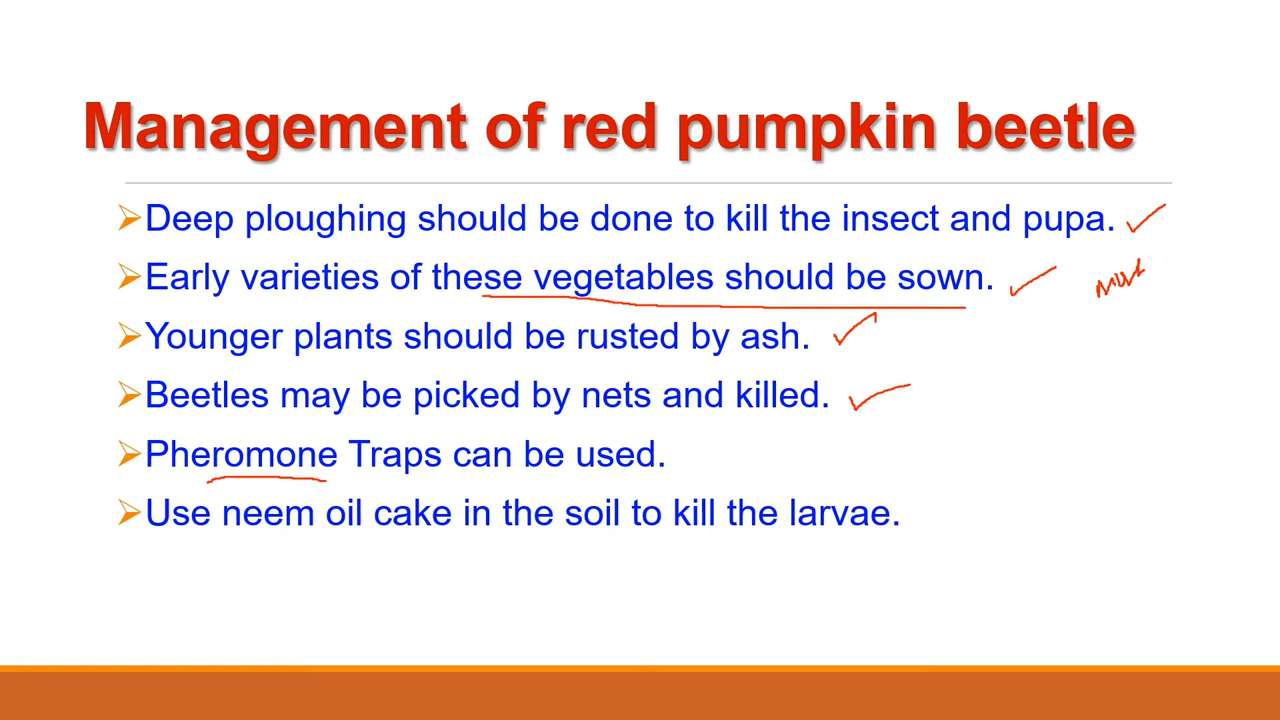 Management of red pumpkin beetle
Deep ploughing should be done to kill the insect and pupa.
Early varieties of these vegetables should be sown.
Younger plants should be rusted by ash.
Beetles may be picked by nets and killed.
Pheromone Traps can be used.
Use neem oil cake in the soil to kill the larvae.